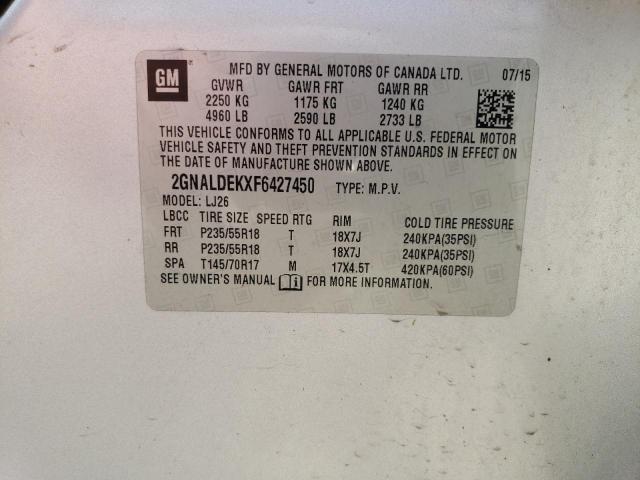 GM
MFD BY GENERAL MOTORS OF CANADA LTD. 07/15
GVWR GAWR FRT GAWR RR
2250 KG 1175 KG 1240 KG
4960 LB 2590 LB 2733 LB
THIS VEHICLE CONFORMS TO ALL APPLICABLE U.S. FEDERAL MOTOR
VEHICLE SAFETY AND THEFT PREVENTION STANDARDS IN EFFECT ON
THE DATE OF MANUFACTURE SHOWN ABOVE.
2GNALDEKXF6427450 TYPE: M.P.V.
MODEL: LJ26
LBCC TIRE SIZE SPEED RTG RIM COLD TIRE PRESSURE
FRT P235/55R18 T 18X7J 240KPA(35PSI)
RR P235/55R18 T 18X7J 240KPA(35PSI)
SPA T145/70R17 M 17X4.5T 420KPA(60PSI)
SEE OWNER'S MANUAL FOR MORE INFORMATION.